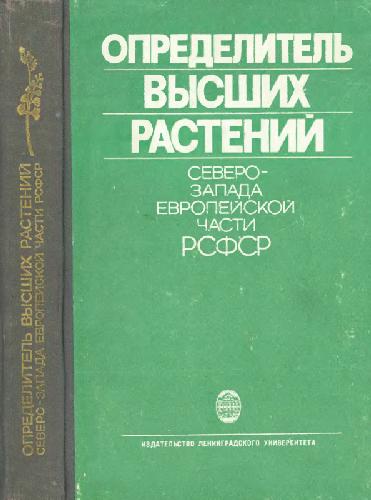 ОПРЕДЕЛИТЕЛЬ ВЫСШИХ РАСТЕНИЙ
СЕВЕРО-ЗАПАДА ЕВРОПЕЙСКОЙ ЧАСТИ РСФСР
ОПРЕДЕЛИТЕЛЬ
ВЫСШИХ
РАСТЕНИЙ
СЕВЕРО-
ЗАПАДА
ЕВРОПЕЙСКОЙ
ЧАСТИ
РСФСР
ИЗДАТЕЛЬСТВО ЛЕНИНГРАДСКОГО УНИВЕРСИТЕТА